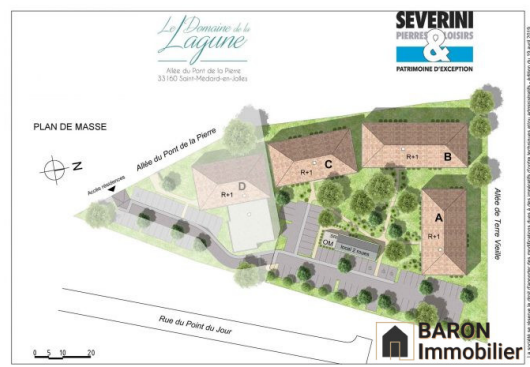 Le Domaine de la
Lagune
Allée du Pont de la Pierre
33160 Saint-Médard-en-Jalles
SEVERINI
PIERRES & LOISIRS
PATRIMOINE D'EXCEPTION
PLAN DE MASSE
N
Allée du Pont de la Pierre
Accès résidences
D
R+1
C
R+1
B
R+1
A
R+1
OM
local 2 roues
Allée de Terre Vieille
Rue du Point du Jour
0 5 10 20
BARON
Immobilier